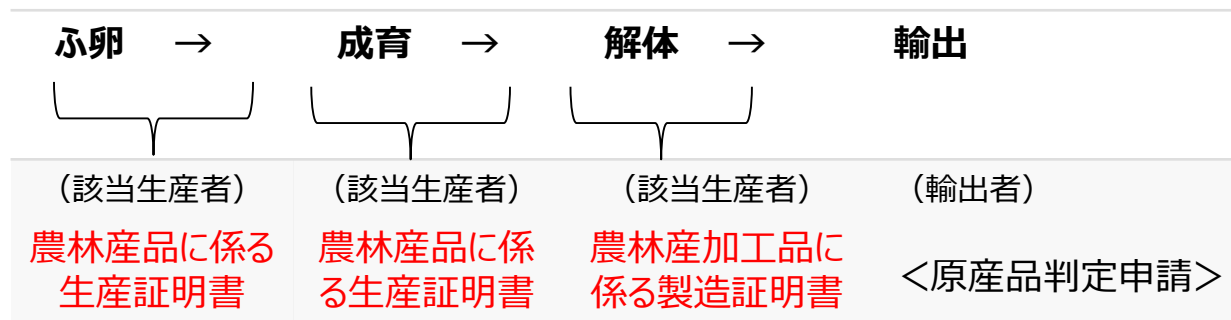 ふ卵 → 成育 → 解体 → 輸出
（該当生産者） （該当生産者） （該当生産者） （輸出者）
農林産品に係る 農林産品に係 農林産加工品に
生産証明書 る生産証明書 係る製造証明書
＜原産品判定申請＞